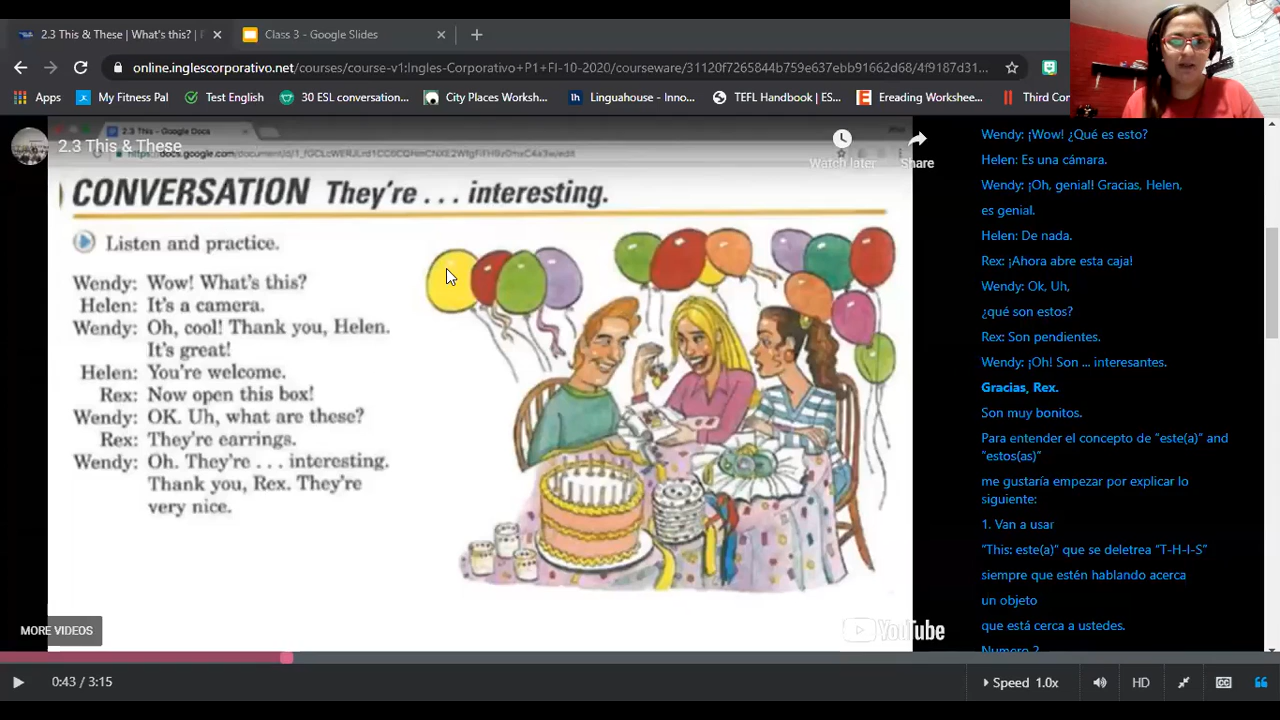 2.3 This & These | What's this? |
Class 3 - Google Slides
online.inglescorporativo.net/courses/course-v1:Ingles-Corporativo+P1+FI-10-2020/courseware/31120f7265844b759e637ebb91662d68/4f9187d31...
Apps My Fitness Pal Test English 30 ESL conversation... City Places Worksh... Linguahouse - Inno... TEFL Handbook | ES... Ereading Workshee... Third Con
2.3 This - Google Docs
2.3 This & These
Watch later Share
CONVERSATION They're . . . interesting.
Listen and practice.
Wendy: Wow! What's this?
Helen: It's a camera.
Wendy: Oh, cool! Thank you, Helen.
It's great!
Helen: You're welcome.
Rex: Now open this box!
Wendy: OK. Uh, what are these?
Rex: They're earrings.
Wendy: Oh. They're . . . interesting.
Thank you, Rex. They're
very nice.
MORE VIDEOS
YouTube
0:43 / 3:15
Speed 1.0x HD
Wendy: ¡Wow! ¿Qué es esto?
Helen: Es una cámara.
Wendy: ¡Oh, genial! Gracias, Helen,
es genial.
Helen: De nada.
Rex: ¡Ahora abre esta caja!
Wendy: Ok, Uh,
¿qué son estos?
Rex: Son pendientes.
Wendy: ¡Oh! Son ... interesantes.
Gracias, Rex.
Son muy bonitos.
Para entender el concepto de “este(a)” and
“estos(as)”
me gustaría empezar por explicar lo
siguiente:
1. Van a usar
“This: este(a)” que se deletrea “T-H-I-S”
siempre que estén hablando acerca
un objeto
que está cerca a ustedes.
Numero 2